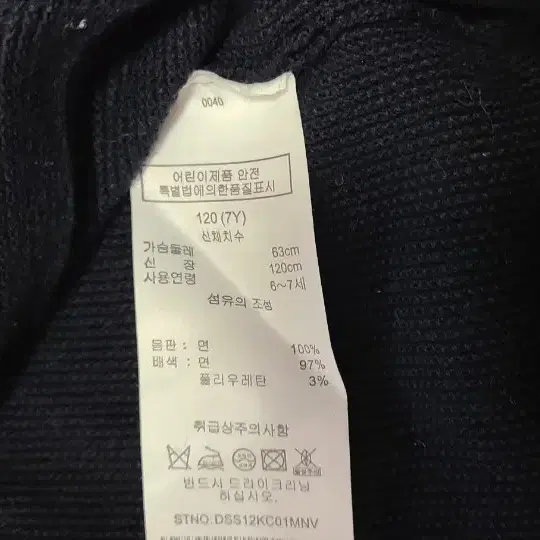 0040
어린이제품 안전
특별법에의한품질표시
120 (7Y)
신체치수
가슴둘레 63cm
신 장 120cm
사용연령 6~7세
섬유의 조성
몸판 : 면 100%
배색 : 면 97%
폴리우레탄 3%
취급상주의사항
반드시 드라이크리닝
하십시오.
STNO.DSS12KC01MNV